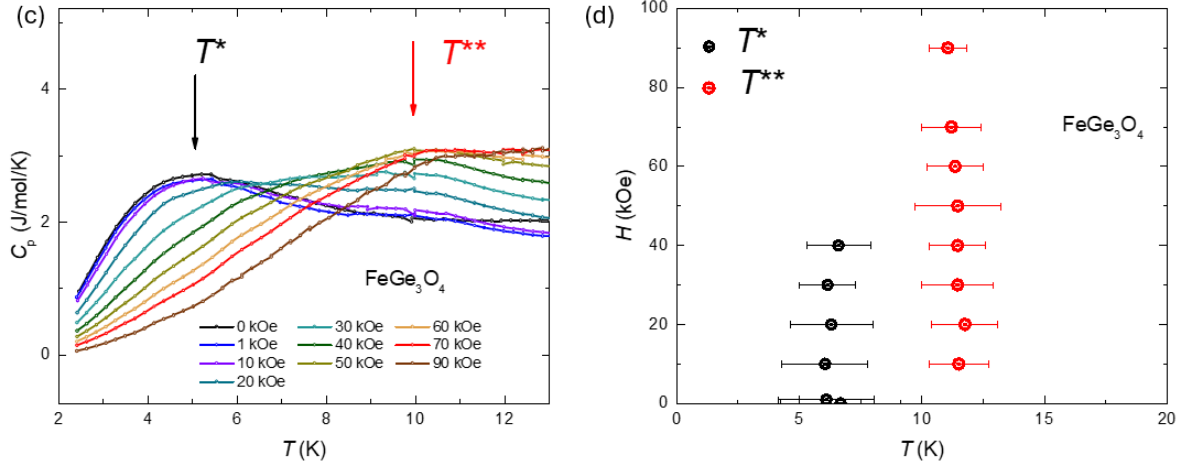 (c)
T*
T**
4
2
0
Cp (J/mol/K)
FeGe3O4
0 kOe 30 kOe 60 kOe
1 kOe 40 kOe 70 kOe
10 kOe 50 kOe 90 kOe
20 kOe
2 4 6 8 10 12
T (K)
(d)
100
80
60
40
20
0
H (kOe)
T*
T**
FeGe3O4
0 5 10 15 20
T (K)